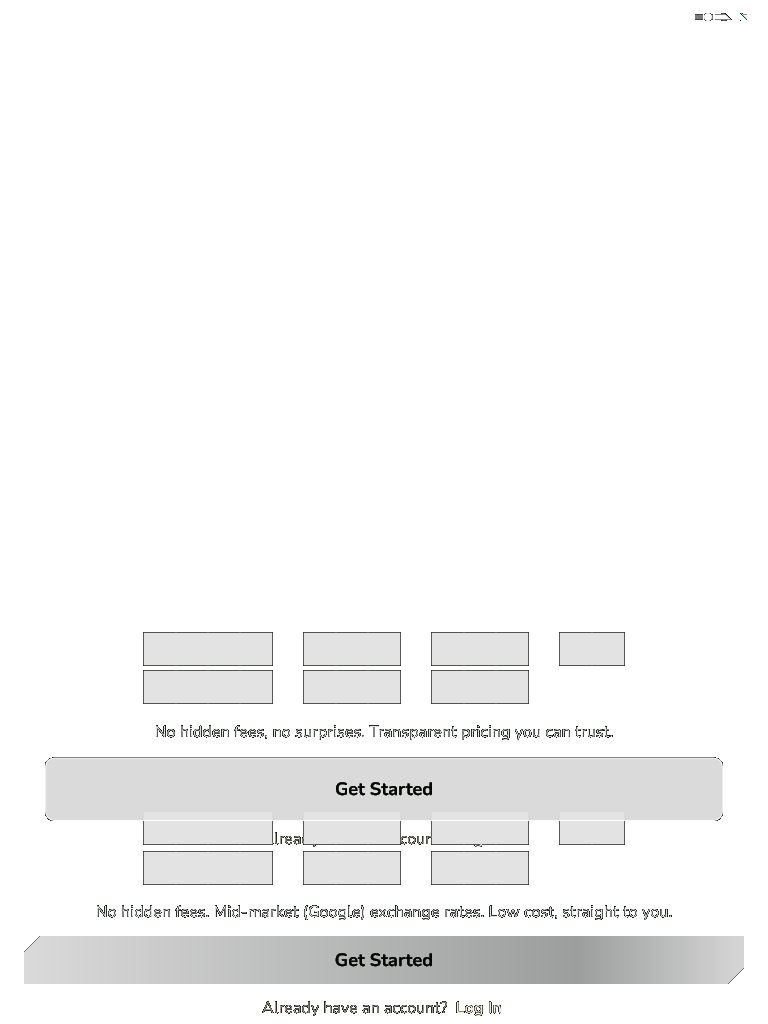 No hidden fees, no surprises. Transparent pricing you can trust.
Get Started
No hidden fees. Mid-market (Google) exchange rates. Low cost, straight to you.
Get Started
Already have an account? Log In